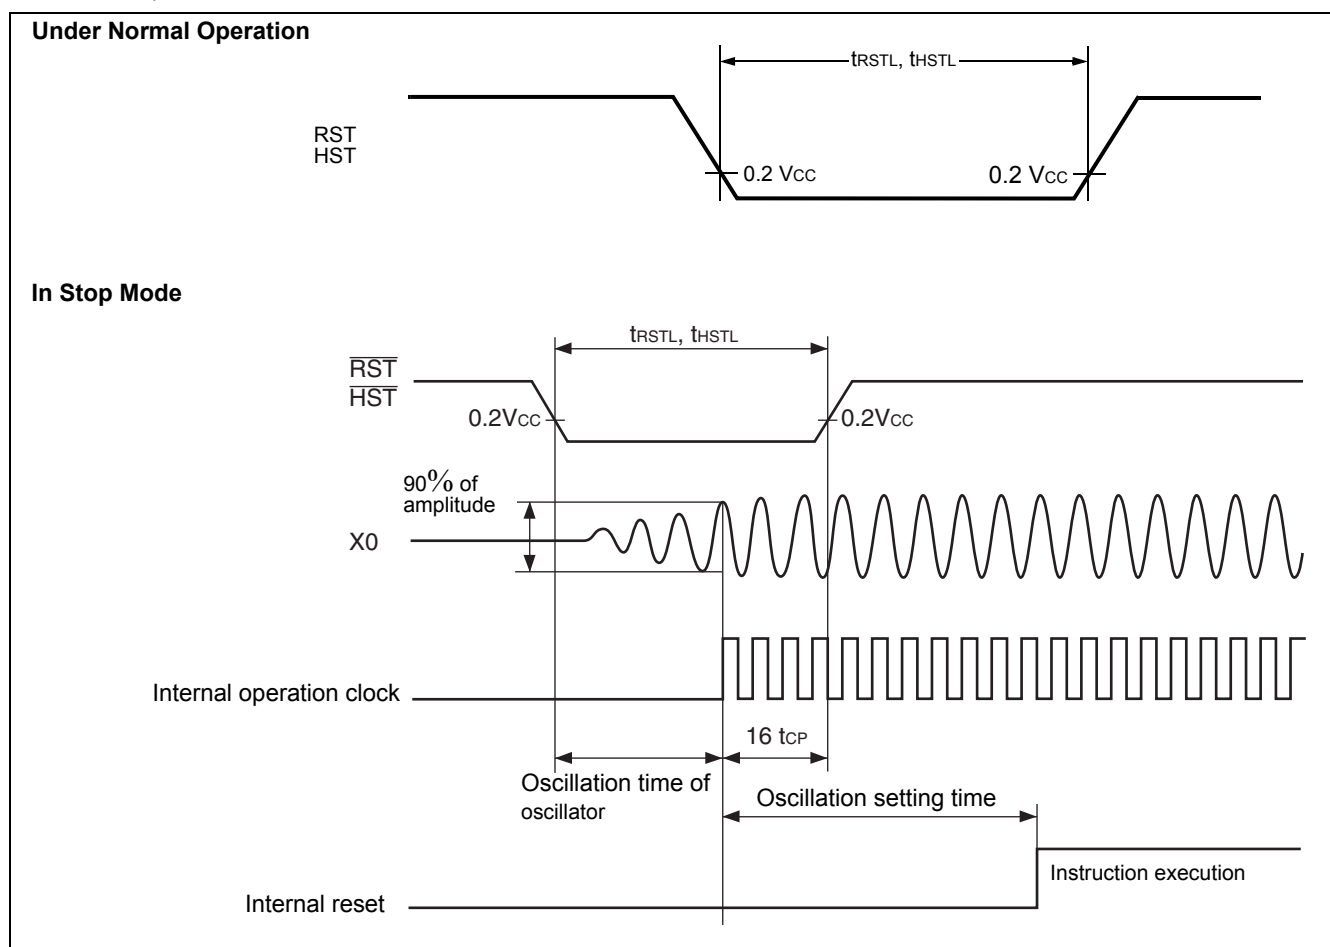 Under Normal Operation
tRSTL, tHSTL
RST
HST
0.2 VCC
0.2 VCC
In Stop Mode
tRSTL, tHSTL
RST
HST
0.2VCC
0.2VCC
90% of
amplitude
X0
Internal operation clock
16 tCP
Oscillation time of
oscillator
Oscillation setting time
Instruction execution
Internal reset